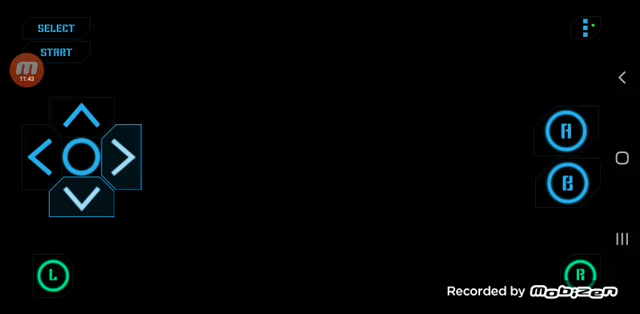 SELECT
START
11:43
A
B
L
R
Recorded by MOBIZEN